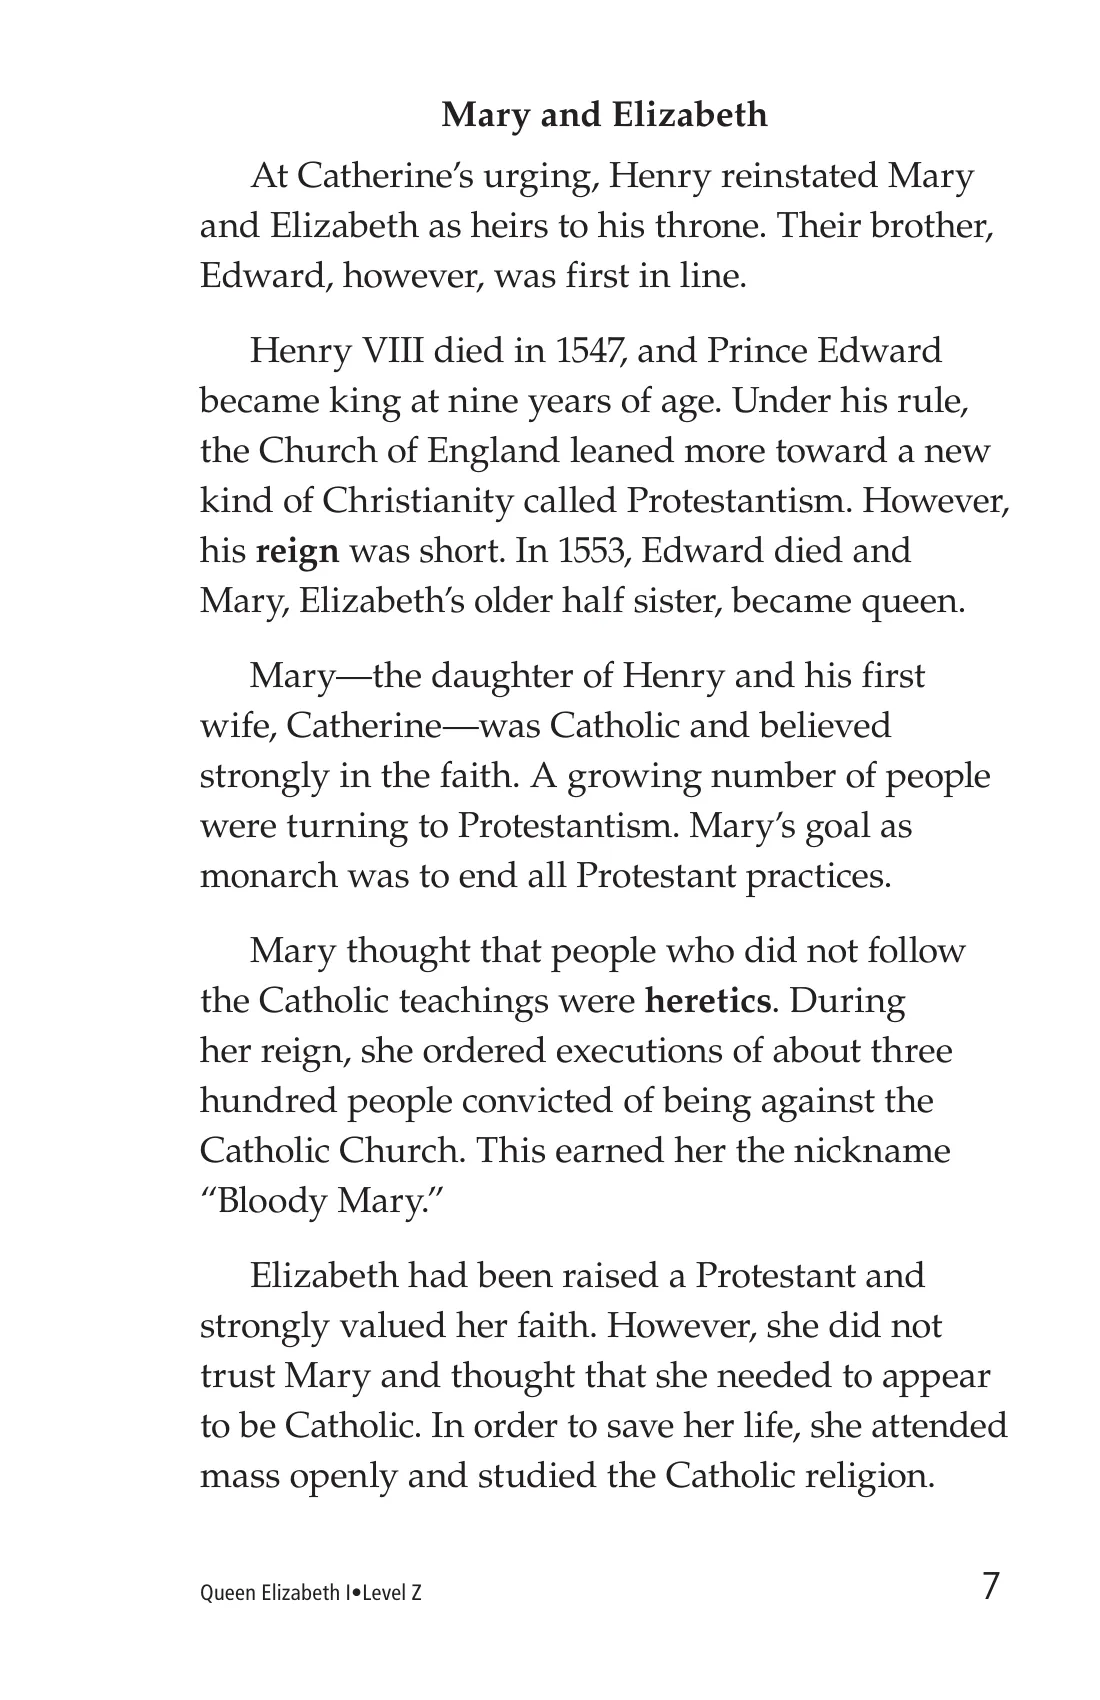 Mary and Elizabeth
At Catherine’s urging, Henry reinstated Mary
and Elizabeth as heirs to his throne. Their brother,
Edward, however, was first in line.
Henry VIII died in 1547, and Prince Edward
became king at nine years of age. Under his rule,
the Church of England leaned more toward a new
kind of Christianity called Protestantism. However,
his reign was short. In 1553, Edward died and
Mary, Elizabeth’s older half sister, became queen.
Mary—the daughter of Henry and his first
wife, Catherine—was Catholic and believed
strongly in the faith. A growing number of people
were turning to Protestantism. Mary’s goal as
monarch was to end all Protestant practices.
Mary thought that people who did not follow
the Catholic teachings were heretics. During
her reign, she ordered executions of about three
hundred people convicted of being against the
Catholic Church. This earned her the nickname
“Bloody Mary.”
Elizabeth had been raised a Protestant and
strongly valued her faith. However, she did not
trust Mary and thought that she needed to appear
to be Catholic. In order to save her life, she attended
mass openly and studied the Catholic religion.
Queen Elizabeth I•Level Z
7